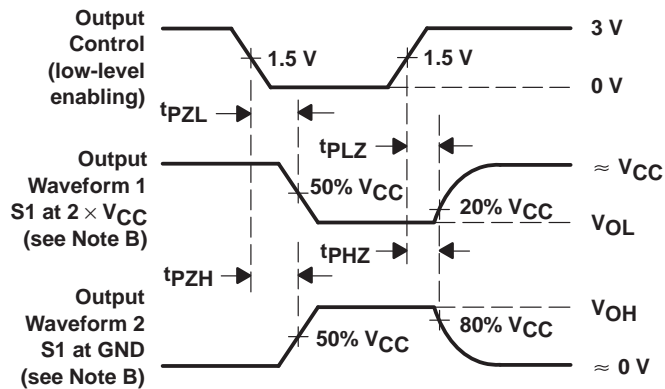 Output
Control
(low-level
enabling)
1.5 V
1.5 V
3 V
0 V
tPZL
tPLZ
Output
Waveform 1
S1 at 2 × VCC
(see Note B)
50% VCC
20% VCC
≈ VCC
VOL
tPZH
tPHZ
Output
Waveform 2
S1 at GND
(see Note B)
50% VCC
80% VCC
VOH
≈ 0 V